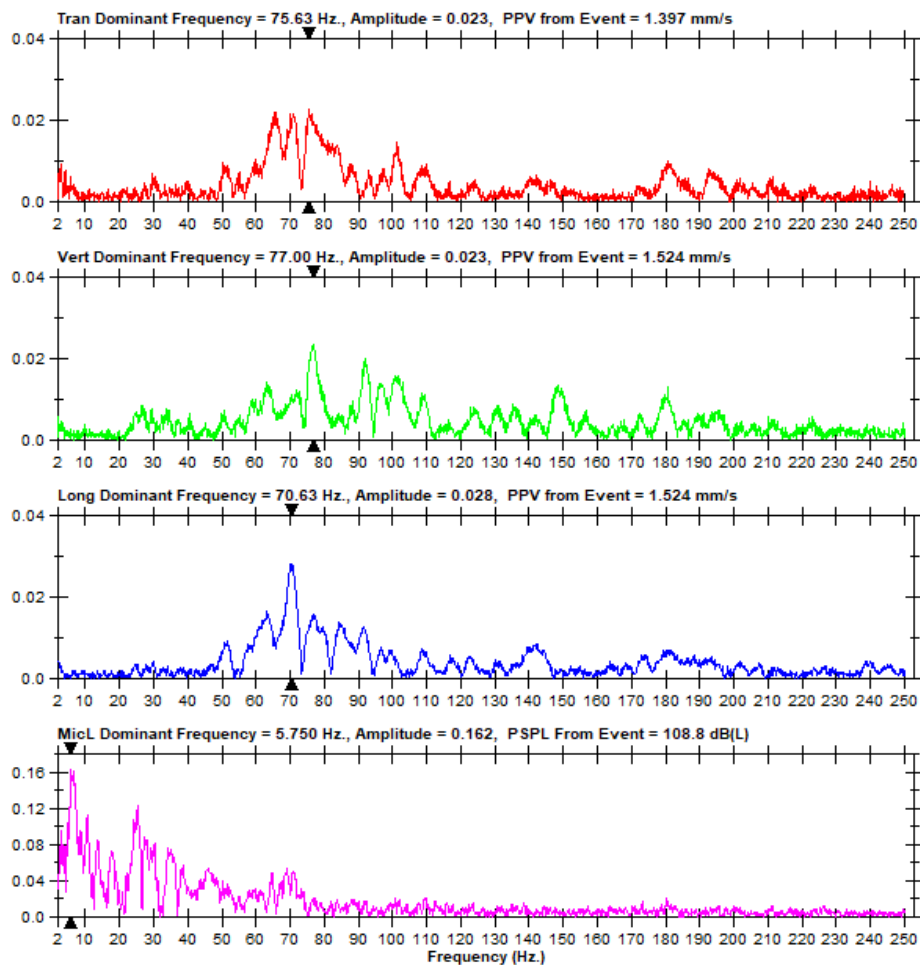 Tran Dominant Frequency = 75.63 Hz., Amplitude = 0.023, PPV from Event = 1.397 mm/s
0.04
0.02
0.0
2 10 20 30 40 50 60 70 80 90 100 110 120 130 140 150 160 170 180 190 200 210 220 230 240 250
Vert Dominant Frequency = 77.00 Hz., Amplitude = 0.023, PPV from Event = 1.524 mm/s
0.04
0.02
0.0
2 10 20 30 40 50 60 70 80 90 100 110 120 130 140 150 160 170 180 190 200 210 220 230 240 250
Long Dominant Frequency = 70.63 Hz., Amplitude = 0.028, PPV from Event = 1.524 mm/s
0.04
0.02
0.0
2 10 20 30 40 50 60 70 80 90 100 110 120 130 140 150 160 170 180 190 200 210 220 230 240 250
MicL Dominant Frequency = 5.750 Hz., Amplitude = 0.162, PSPL From Event = 108.8 dB(L)
0.16
0.12
0.08
0.04
0.0
2 10 20 30 40 50 60 70 80 90 100 110 120 130 140 150 160 170 180 190 200 210 220 230 240 250
Frequency (Hz.)